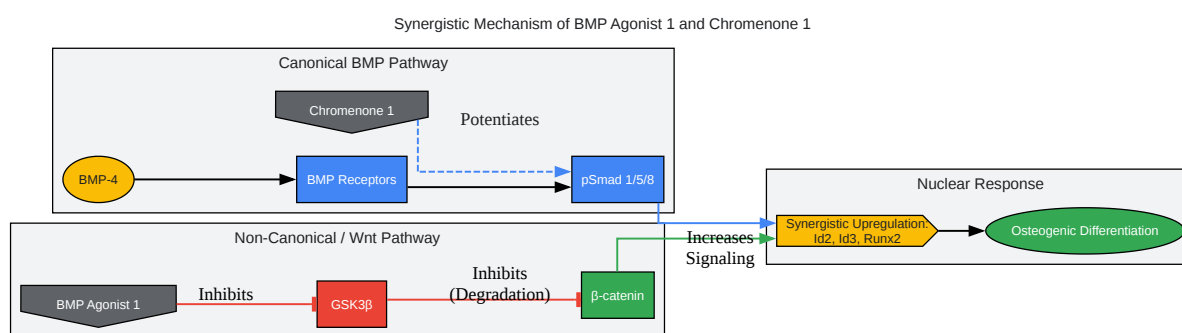 Synergistic Mechanism of BMP Agonist 1 and Chromenone 1
Canonical BMP Pathway
Chromenone 1
Potentiates
BMP-4
BMP Receptors
pSmad 1/5/8
Nuclear Response
Synergistic Upregulation:
Id2, Id3, Runx2
Osteogenic Differentiation
Non-Canonical / Wnt Pathway
Increases
Signaling
BMP Agonist 1
Inhibits
GSK3β
Inhibits
(Degradation)
β-catenin